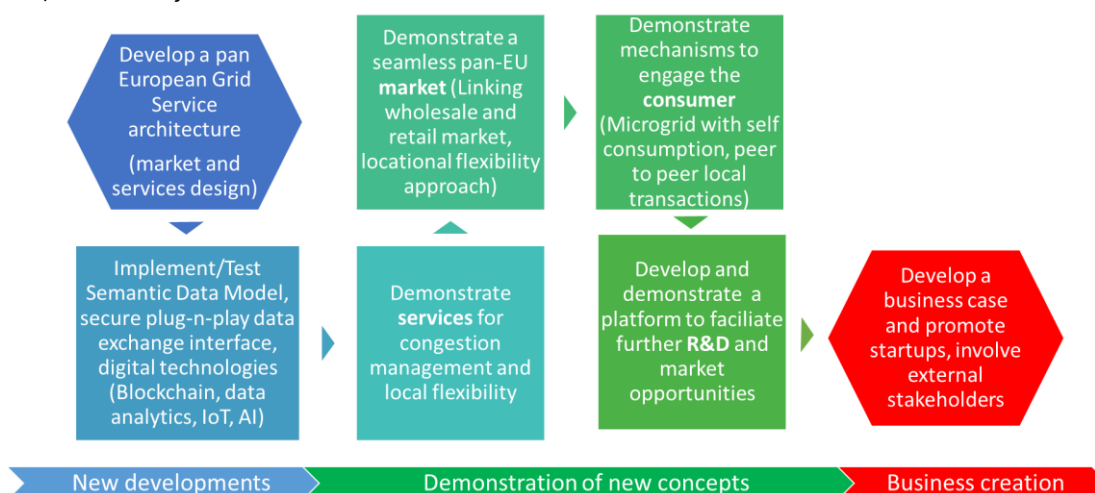 Develop a pan
European Grid
Service
architecture
(market and
services design)
Implement/Test
Semantic Data Model,
secure plug-n-play data
exchange interface,
digital technologies
(Blockchain, data
analytics, IoT, AI)
Demonstrate
services for
congestion
management and
local flexibility
Demonstrate a
seamless pan-EU
market (Linking
wholesale and
retail market,
locational flexibility
approach)
Demonstrate
mechanisms to
engage the
consumer
(Microgrid with self
consumption, peer
to peer local
transactions)
Develop and
demonstrate a
platform to faciliate
further R&D and
market
opportunities
Develop a
business case
and promote
startups, involve
external
stakeholders
New developments
Demonstration of new concepts
Business creation